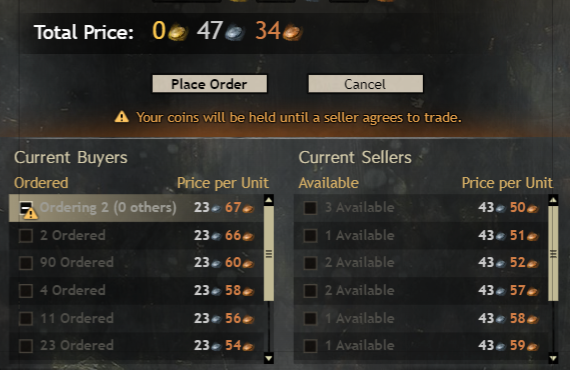 Total Price: 0 47 34
Place Order Cancel
Your coins will be held until a seller agrees to trade.
Current Buyers Current Sellers
Ordered Price per Unit Available Price per Unit
Ordering 2 (0 others) 23 67 3 Available 43 50
2 Ordered 23 66 1 Available 43 51
90 Ordered 23 60 2 Available 43 52
4 Ordered 23 58 2 Available 43 57
11 Ordered 23 56 1 Available 43 58
23 Ordered 23 54 1 Available 43 59